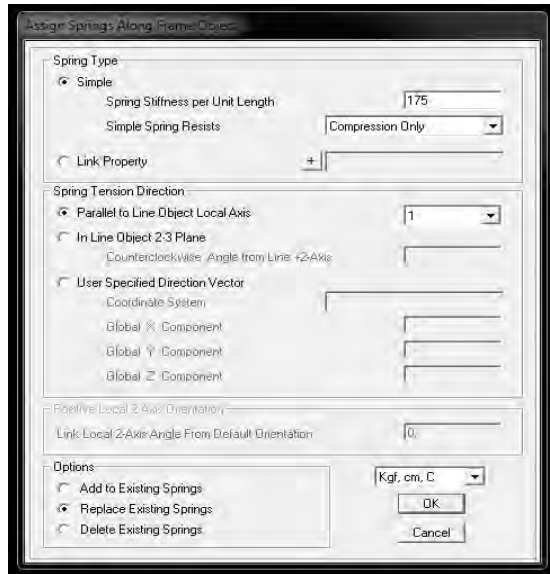 Assign Springs Along Frame Object
Spring Type
Simple
Spring Stiffness per Unit Length 175
Simple Spring Resists Compression Only
Link Property +
Spring Tension Direction
Parallel to Line Object Local Axis 1
In Line Object 2-3 Plane
Counterclockwise Angle from Line +2-Axis
User Specified Direction Vector
Coordinate System
Global X Component
Global Y Component
Global Z Component
Positive Local 2-Axis Orientation
Link Local 2-Axis Angle From Default Orientation 0.
Options
Add to Existing Springs
Replace Existing Springs
Delete Existing Springs
Kgf, cm, C
OK
Cancel